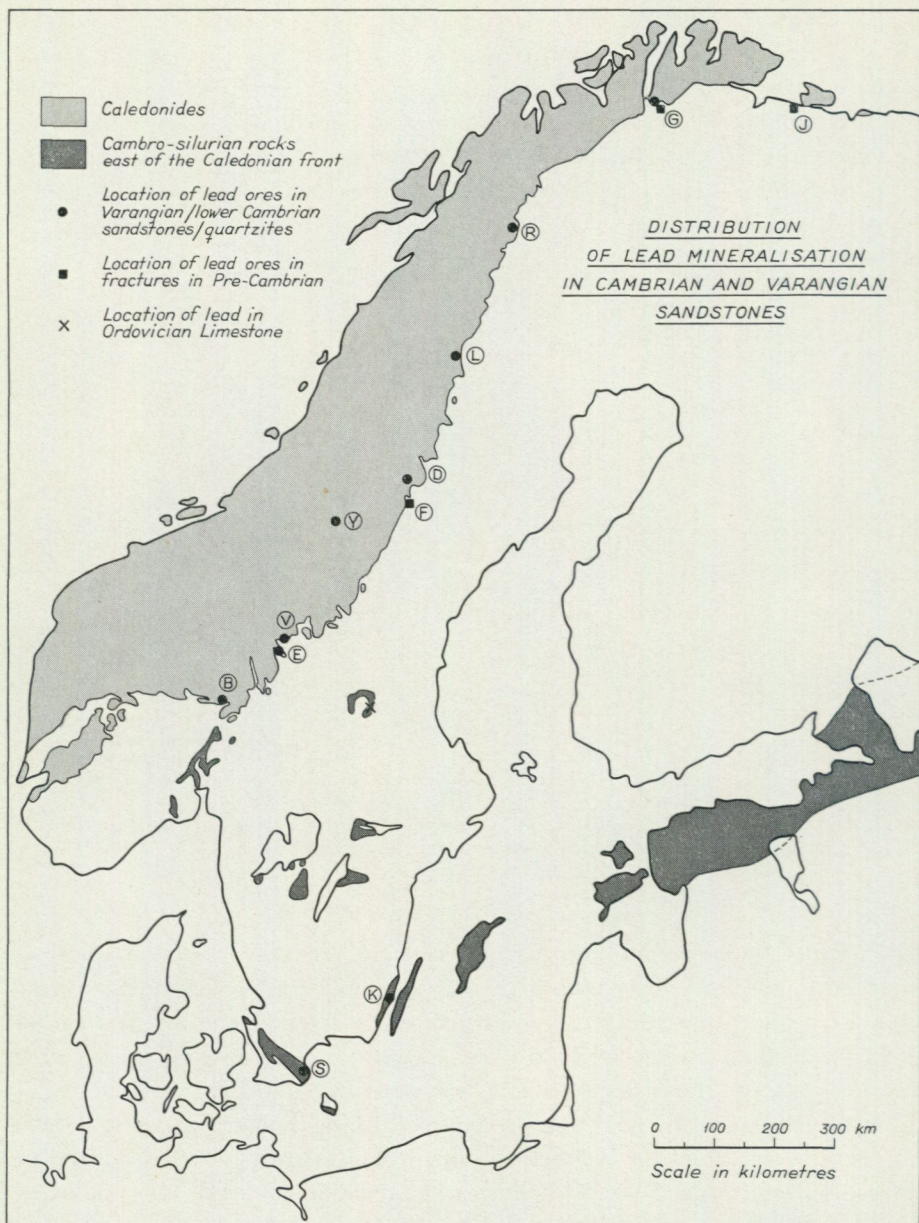 Caledonides
Cambro-silurian rocks
east of the Caledonian front
Location of lead ores in
Varangian/lower Cambrian
sandstones/quartzites
Location of lead ores in
fractures in Pre-Cambrian
Location of lead in
Ordovician Limestone
DISTRIBUTION
OF LEAD MINERALISATION
IN CAMBRIAN AND VARANGIAN
SANDSTONES
G
J
R
L
D
F
Y
V
E
B
K
S
0 100 200 300 km
Scale in kilometres